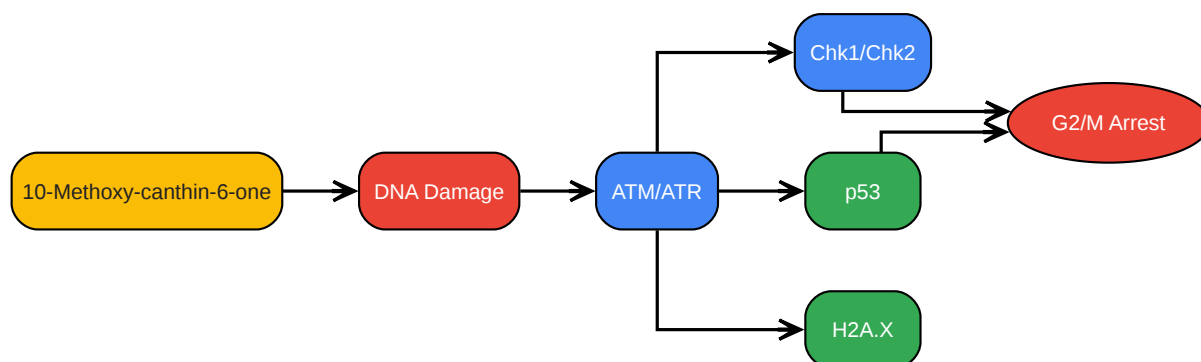 Chk1/Chk2
G2/M Arrest
10-Methoxy-canthin-6-one
DNA Damage
ATM/ATR
p53
H2A.X